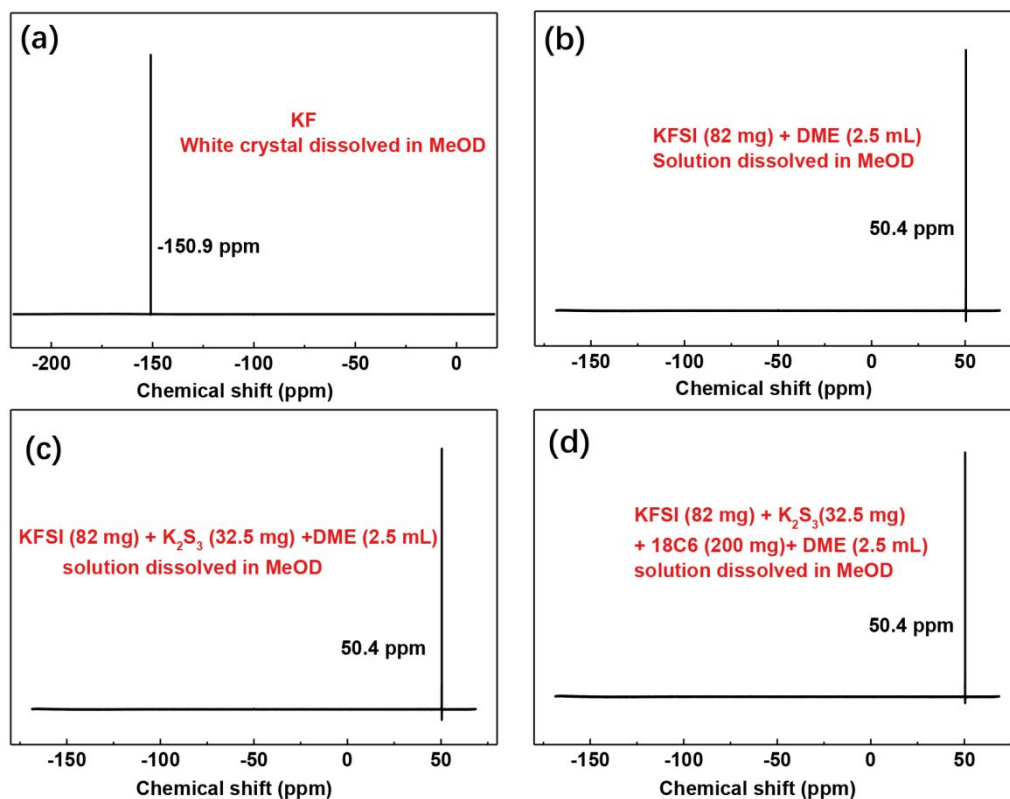 (a)
KF
White crystal dissolved in MeOD
-150.9 ppm
-200 -150 -100 -50 0
Chemical shift (ppm)
(b)
KFSI (82 mg) + DME (2.5 mL)
Solution dissolved in MeOD
50.4 ppm
-150 -100 -50 0 50
Chemical shift (ppm)
(c)
KFSI (82 mg) + K₂S₃ (32.5 mg) +DME (2.5 mL)
solution dissolved in MeOD
50.4 ppm
-150 -100 -50 0 50
Chemical shift (ppm)
(d)
KFSI (82 mg) + K₂S₃(32.5 mg)
+ 18C6 (200 mg)+ DME (2.5 mL)
solution dissolved in MeOD
50.4 ppm
-150 -100 -50 0 50
Chemical shift (ppm)